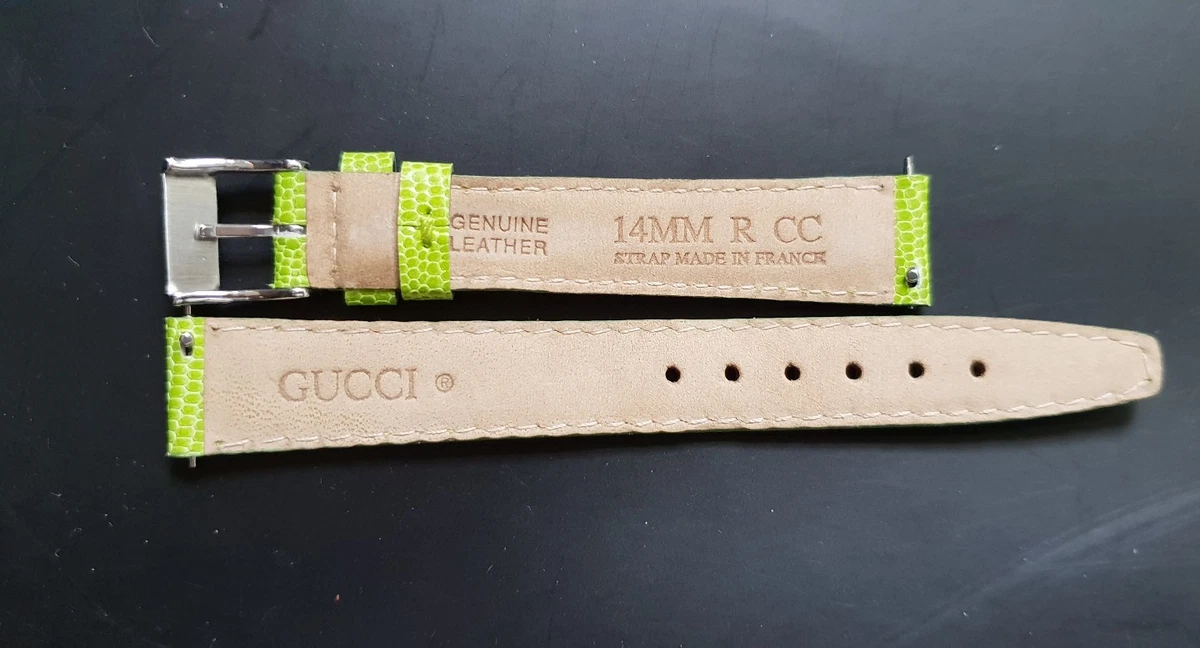 GENUINE
LEATHER
14MM R CC
STRAP MADE IN FRANCE
GUCCI ®